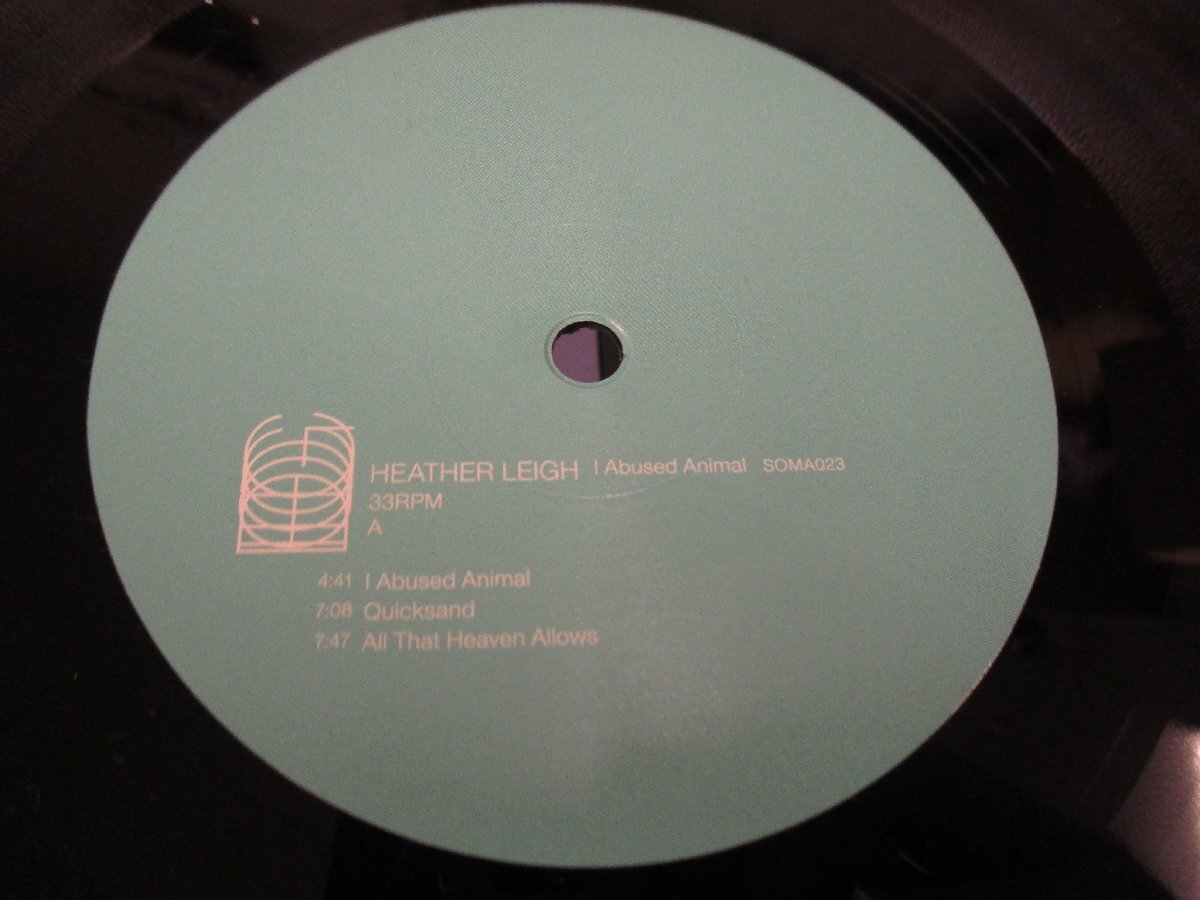 HEATHER LEIGH I Abused Animal SOMA023
33RPM
A
4:41 I Abused Animal
7:08 Quicksand
7:47 All That Heaven Allows